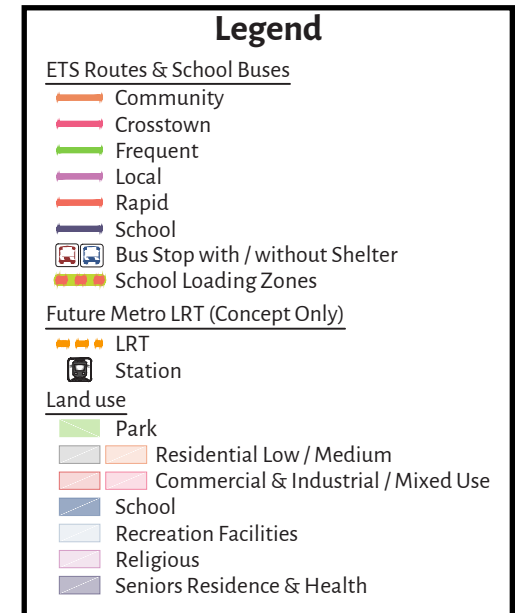 Legend
ETS Routes & School Buses
Community
Crosstown
Frequent
Local
Rapid
School
Bus Stop with / without Shelter
School Loading Zones
Future Metro LRT (Concept Only)
LRT
Station
Land use
Park
Residential Low / Medium
Commercial & Industrial / Mixed Use
School
Recreation Facilities
Religious
Seniors Residence & Health